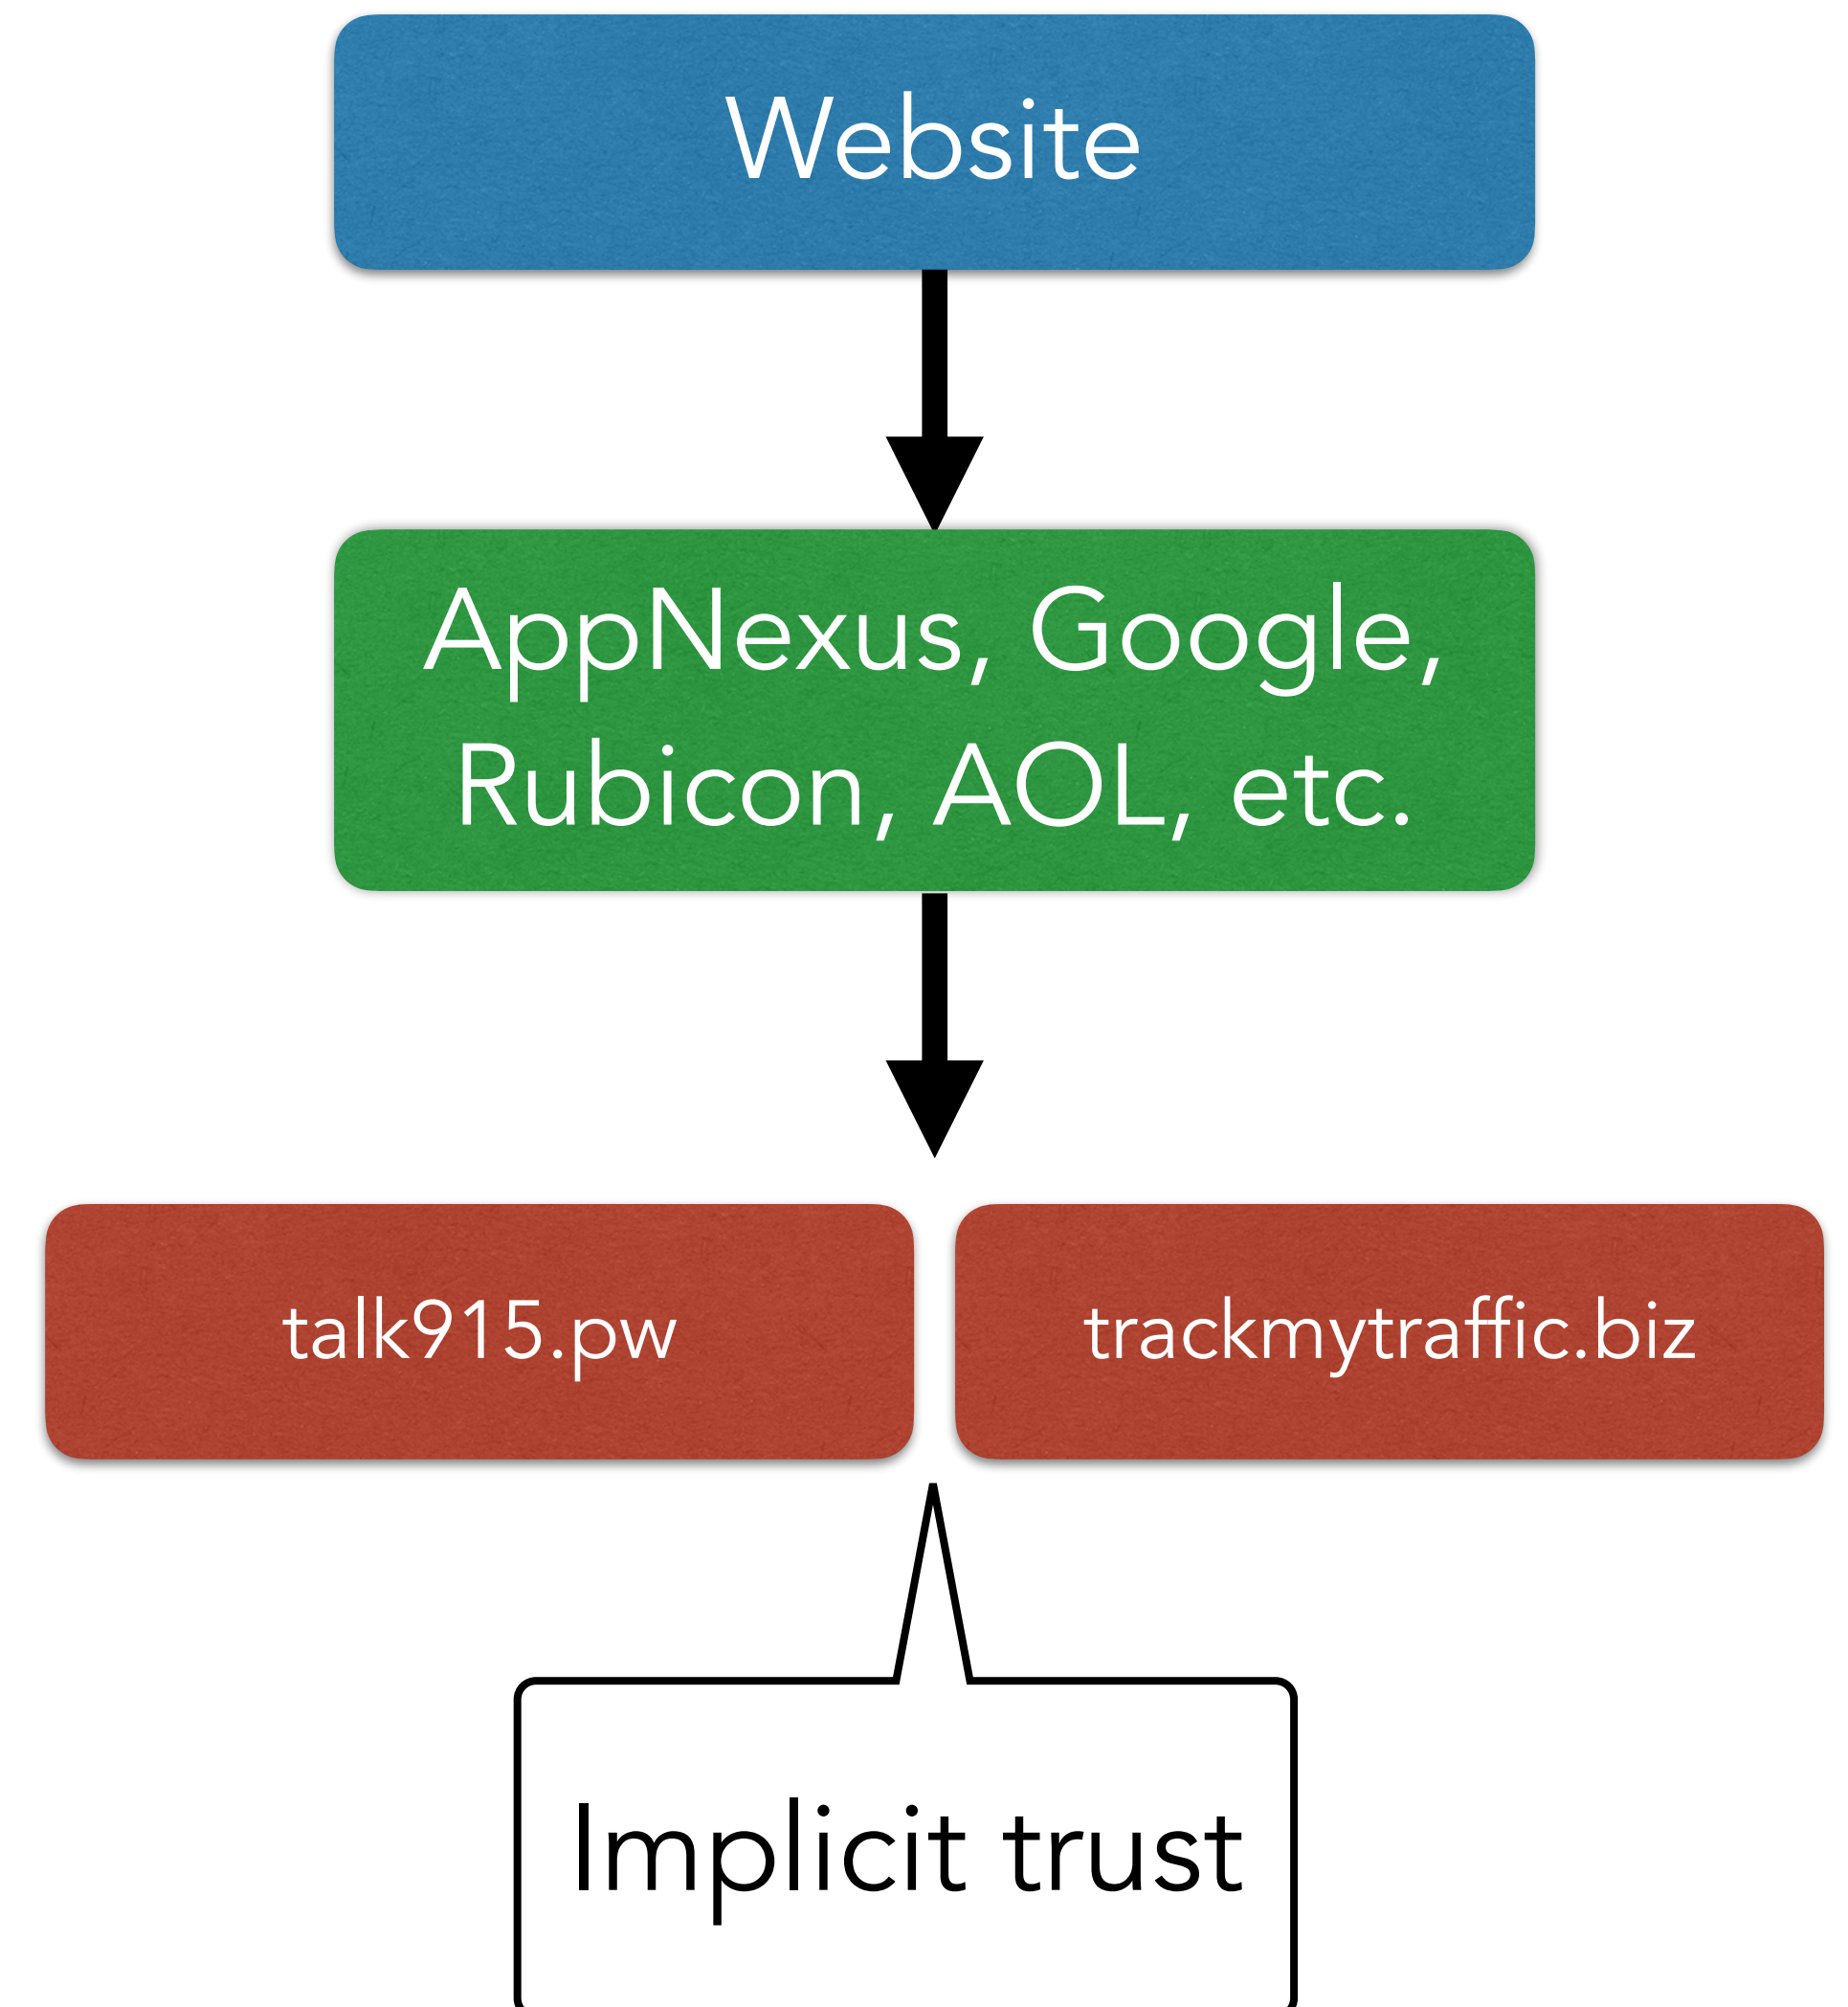 Website
AppNexus, Google,
Rubicon, AOL, etc.
talk915.pw
trackmytraffic.biz
Implicit trust